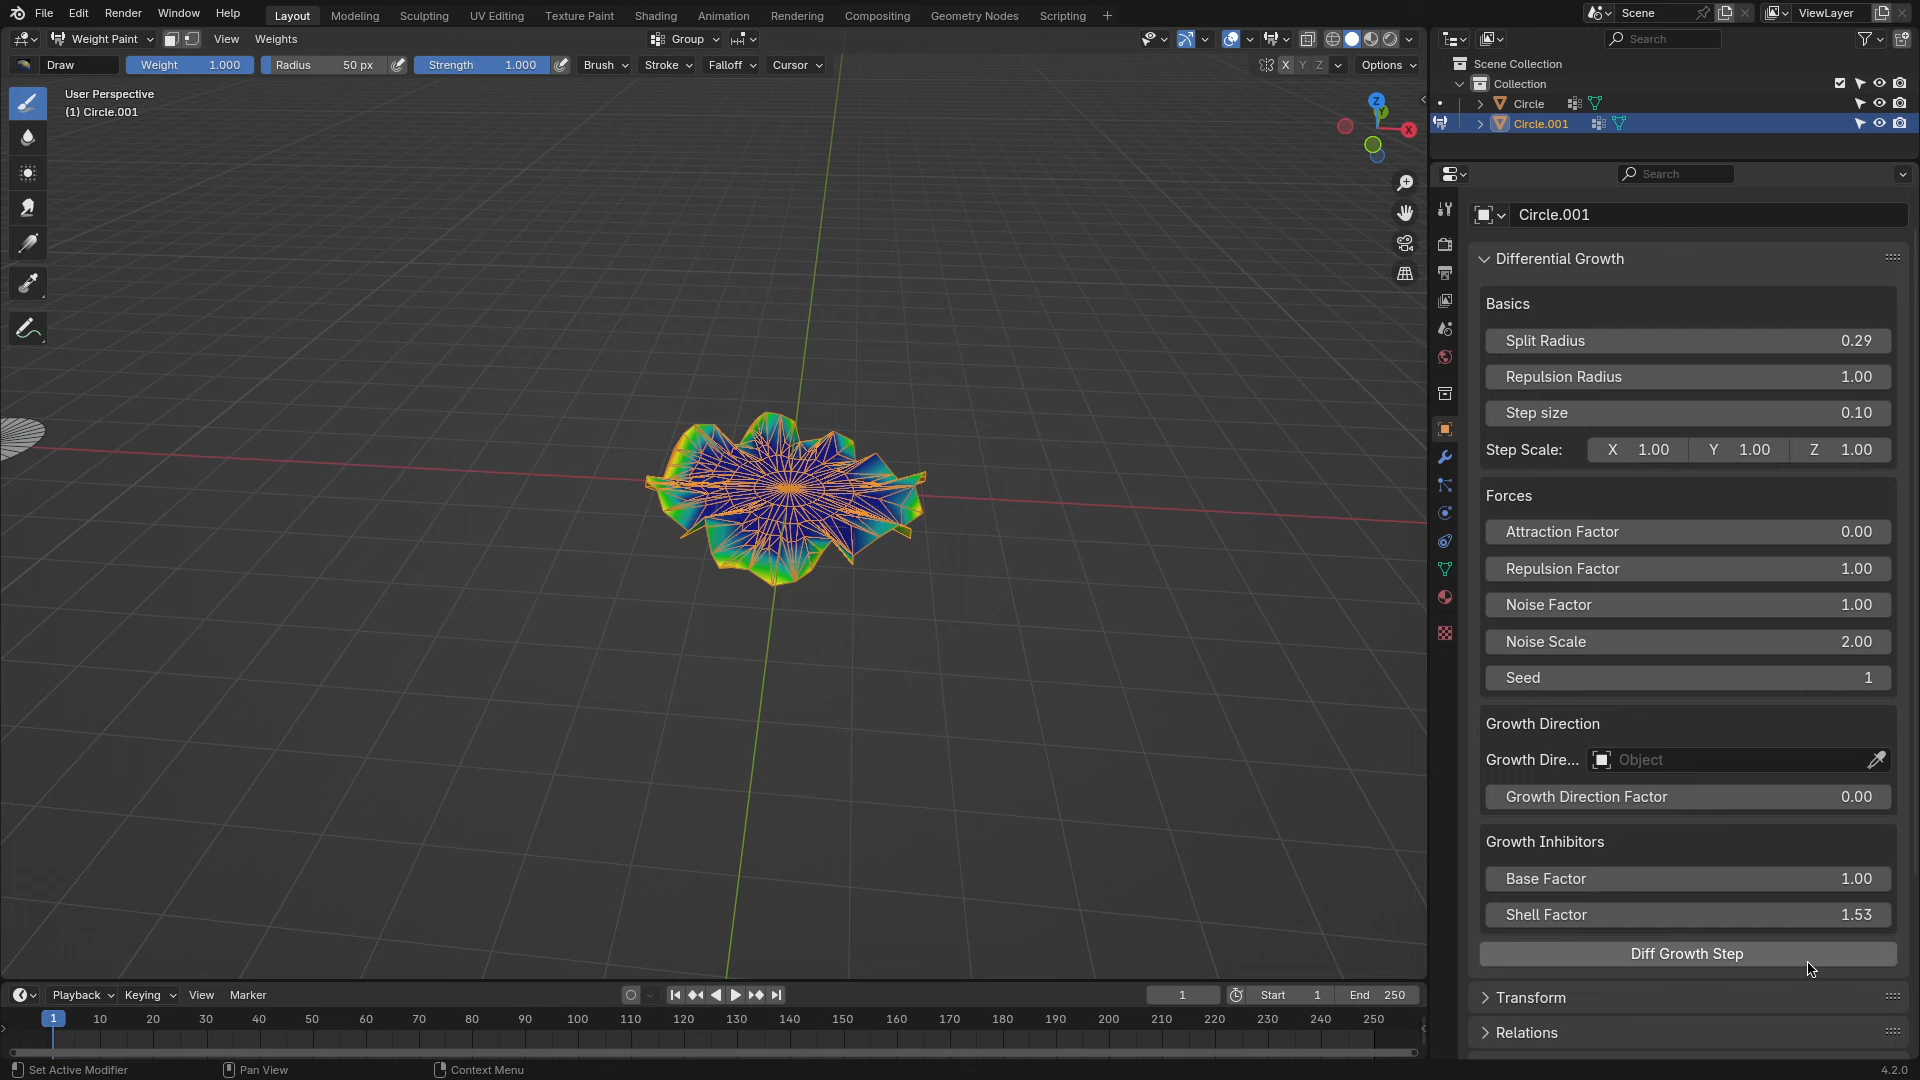 File Edit Render Window Help Layout Modeling Sculpting UV Editing Texture Paint Shading Animation Rendering Compositing Geometry Nodes Scripting + Scene ViewLayer
Weight Paint View Weights Group Search
Draw Weight 1.000 Radius 50 px Strength 1.000 Brush Stroke Falloff Cursor X Y Z Options
User Perspective
(1) Circle.001
Z
Y
X
Scene Collection
Collection
Circle
Circle.001
Search
Circle.001
Differential Growth
Basics
Split Radius 0.29
Repulsion Radius 1.00
Step size 0.10
Step Scale: X 1.00 Y 1.00 Z 1.00
Forces
Attraction Factor 0.00
Repulsion Factor 1.00
Noise Factor 1.00
Noise Scale 2.00
Seed 1
Growth Direction
Growth Dire... Object
Growth Direction Factor 0.00
Growth Inhibitors
Base Factor 1.00
Shell Factor 1.53
Diff Growth Step
Transform
Relations
Playback Keying View Marker 1 Start 1 End 250
1 10 20 30 40 50 60 70 80 90 100 110 120 130 140 150 160 170 180 190 200 210 220 230 240 250
Set Active Modifier Pan View Context Menu 4.2.0